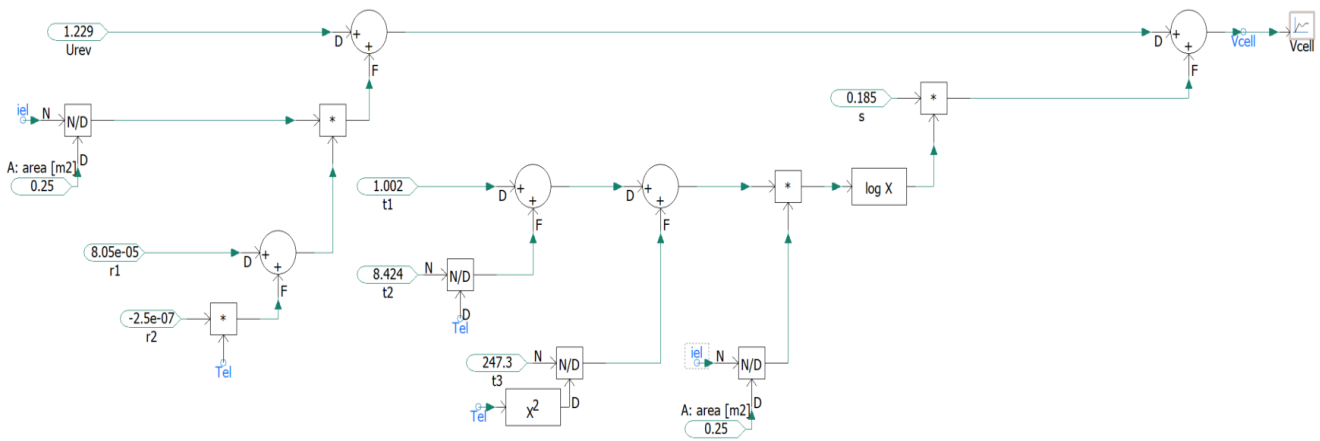 1.229
Urev
D
+
+
F
iel
N
N/D
*
A: area [m2]
D
0.25
8.05e-05
r1
D
+
+
F
-2.5e-07
r2
*
Tel
1.002
t1
D
+
+
F
D
+
+
F
*
log X
8.424
t2
N
N/D
D
Tel
247.3
t3
N
N/D
D
Tel
X2
iel
N
N/D
A: area [m2]
D
0.25
0.185
s
*
D
+
+
F
Vcell
Vcell